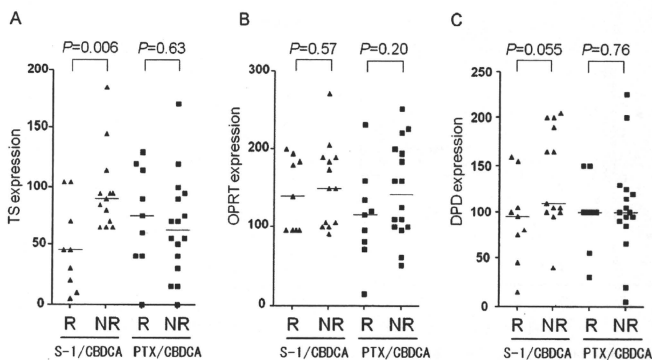 A
P=0.006 P=0.63
TS expression
200
150
100
50
0
R NR R NR
S-1/CBDCA PTX/CBDCA
B
P=0.57 P=0.20
OPRT expression
300
200
100
0
R NR R NR
S-1/CBDCA PTX/CBDCA
C
P=0.055 P=0.76
DPD expression
250
200
150
100
50
0
R NR R NR
S-1/CBDCA PTX/CBDCA